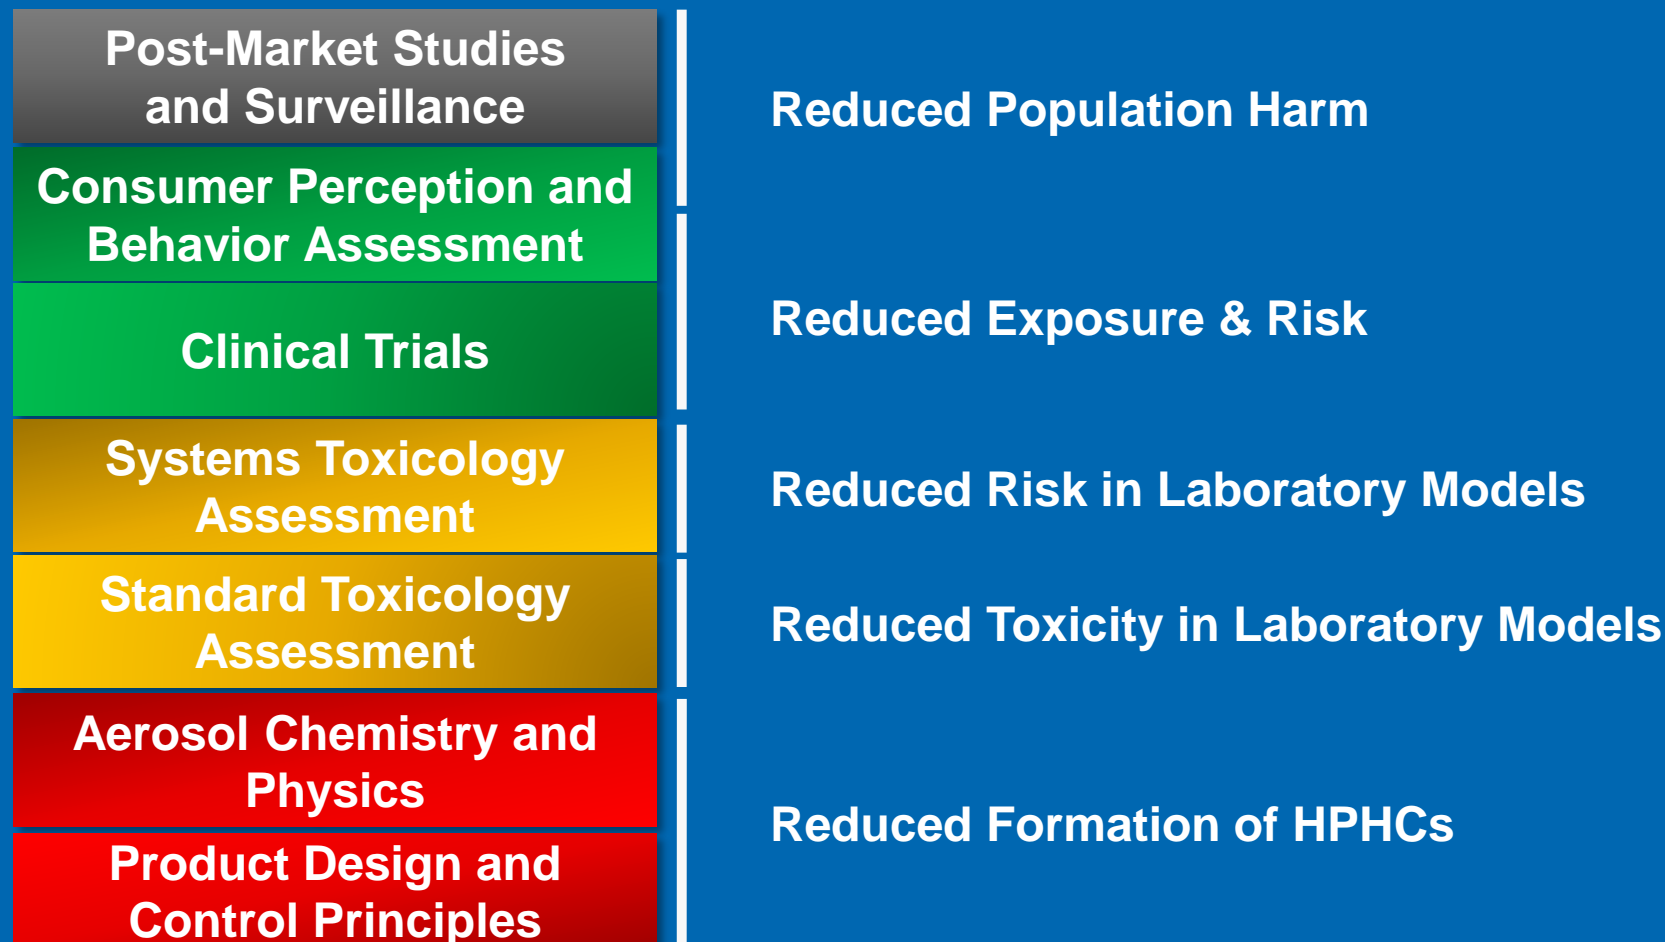 Post-Market Studies
and Surveillance
Reduced Population Harm
Consumer Perception and
Behavior Assessment
Reduced Exposure & Risk
Clinical Trials
Systems Toxicology
Assessment
Reduced Risk in Laboratory Models
Standard Toxicology
Assessment
Reduced Toxicity in Laboratory Models
Aerosol Chemistry and
Physics
Reduced Formation of HPHCs
Product Design and
Control Principles